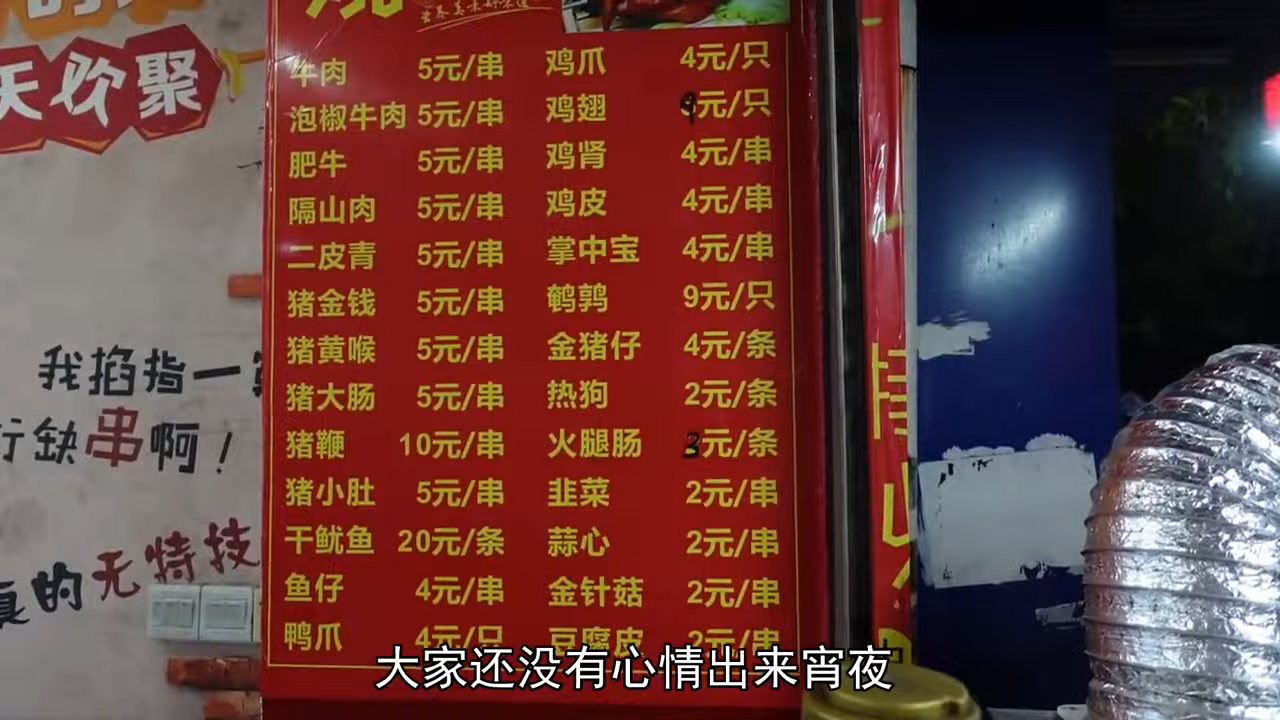 天欢聚
牛肉 5元/串 鸡爪 4元/只
泡椒牛肉 5元/串 鸡翅 9元/只
肥牛 5元/串 鸡肾 4元/串
隔山肉 5元/串 鸡皮 4元/串
二皮青 5元/串 掌中宝 4元/串
猪金钱 5元/串 鹌鹑 9元/只
猪黄喉 5元/串 金猪仔 4元/条
猪大肠 5元/串 热狗 2元/条
猪鞭 10元/串 火腿肠 3元/条
猪小肚 5元/串 韭菜 2元/串
干鱿鱼 20元/条 蒜心 2元/串
鱼仔 4元/串 金针菇 2元/串
鸭爪 4元/只 豆腐皮 2元/串
我掐指一算
行缺串啊！
真的无特技
大家还没有心情出来宵夜